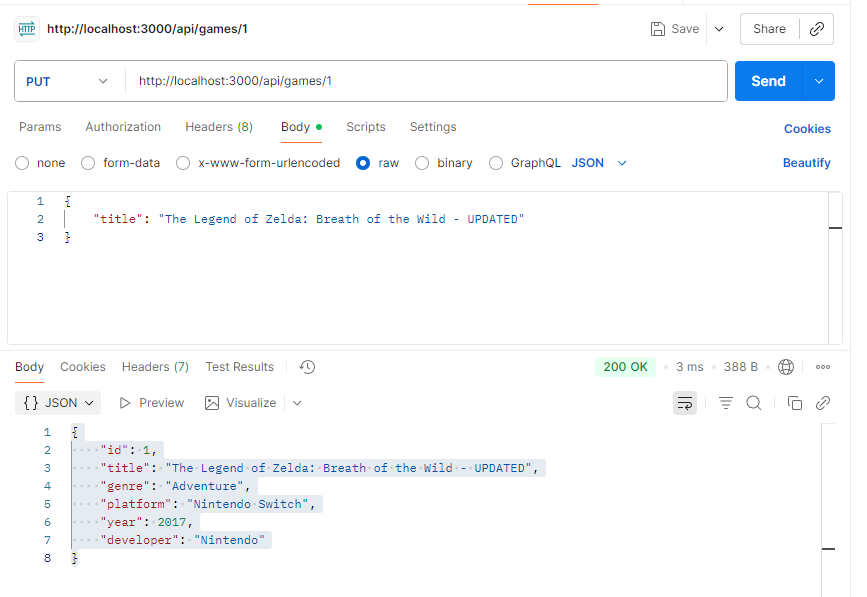 HTTP http://localhost:3000/api/games/1 Save Share
PUT http://localhost:3000/api/games/1 Send
Params Authorization Headers (8) Body Scripts Settings Cookies
none form-data x-www-form-urlencoded raw binary GraphQL JSON Beautify
1 {
2 "title": "The Legend of Zelda: Breath of the Wild - UPDATED"
3 }
Body Cookies Headers (7) Test Results 200 OK 3 ms 388 B
{} JSON Preview Visualize
1 {
2 "id": 1,
3 "title": "The Legend of Zelda: Breath of the Wild - UPDATED",
4 "genre": "Adventure",
5 "platform": "Nintendo Switch",
6 "year": 2017,
7 "developer": "Nintendo"
8 }